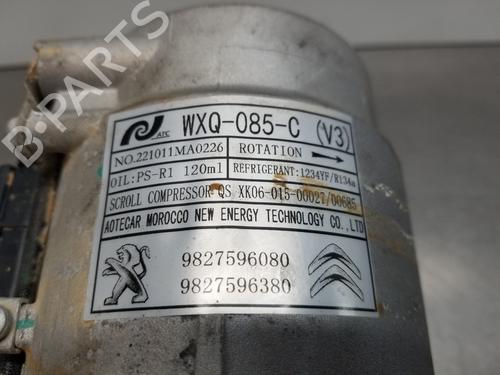 ATC WXQ-085-C (V3)
NO.221011MA0226 ROTATION
OIL:PS-R1 120ml REFRIGERANT:1234YF/R134a
SCROLL COMPRESSOR QS XK06-015-00027/00685
AOTECAR MOROCCO NEW ENERGY TECHNOLOGY CO.,LTD
9827596080
9827596380